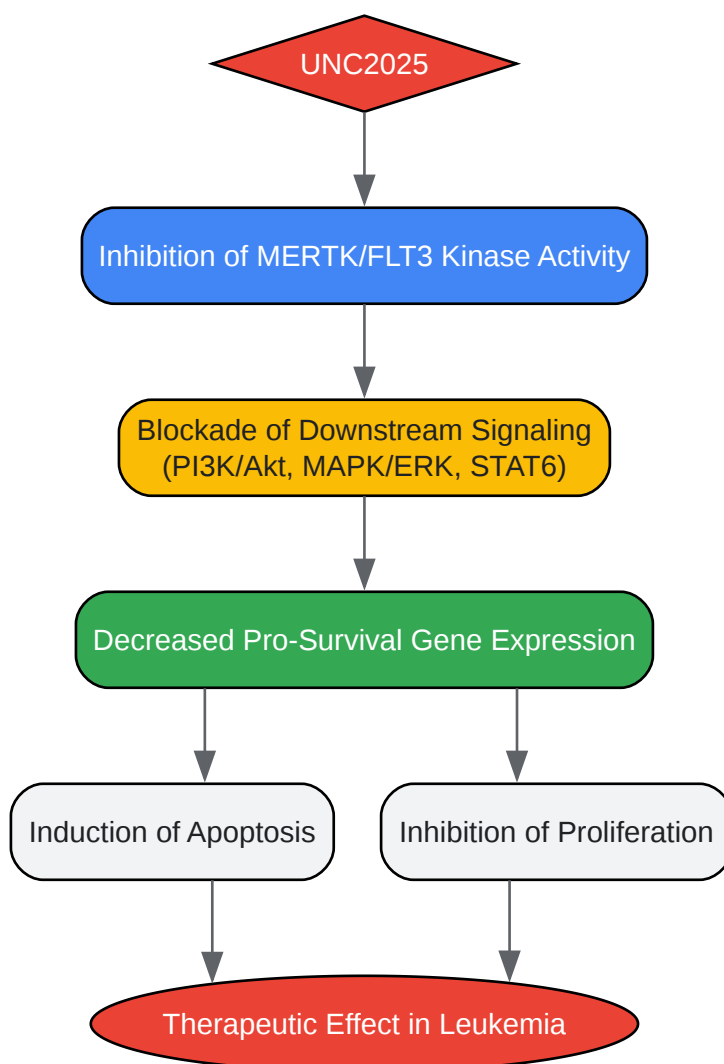 UNC2025
Inhibition of MERTK/FLT3 Kinase Activity
Blockade of Downstream Signaling
(PI3K/Akt, MAPK/ERK, STAT6)
Decreased Pro-Survival Gene Expression
Induction of Apoptosis
Inhibition of Proliferation
Therapeutic Effect in Leukemia